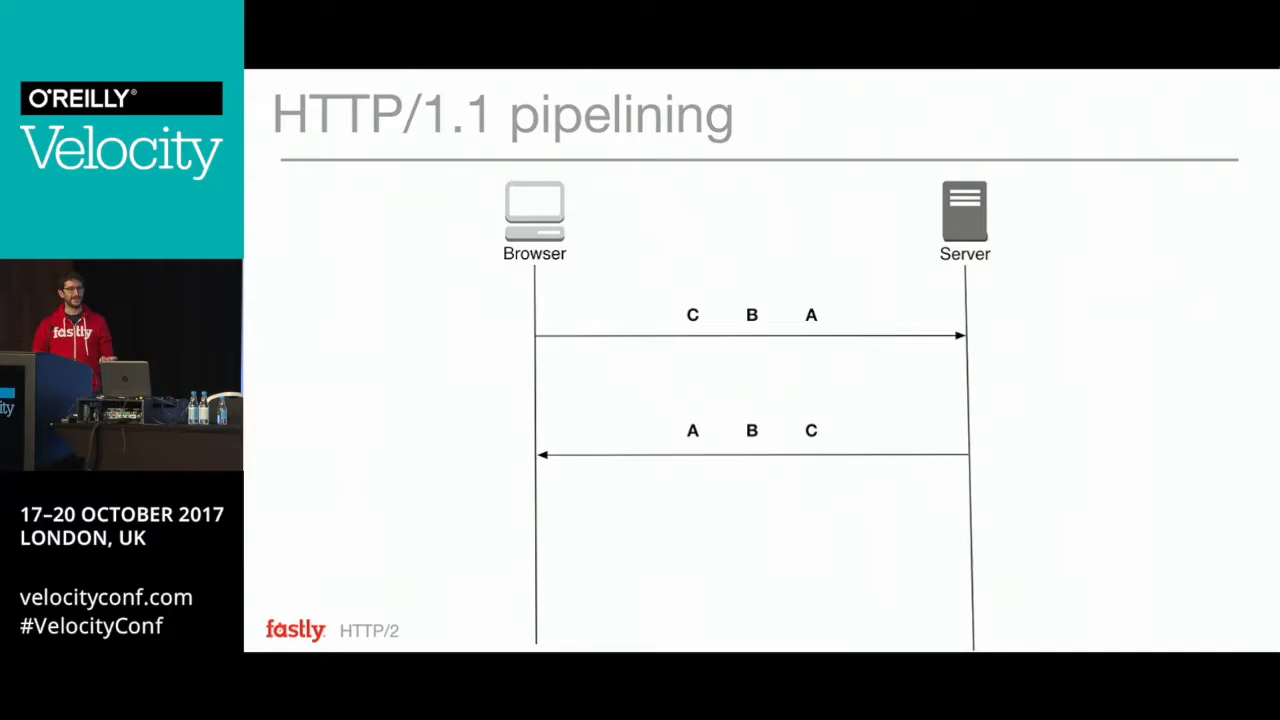 O'REILLY®
Velocity
fastly
ity
17–20 OCTOBER 2017
LONDON, UK
velocityconf.com
#VelocityConf
HTTP/1.1 pipelining
Browser
Server
C B A
A B C
fastly HTTP/2